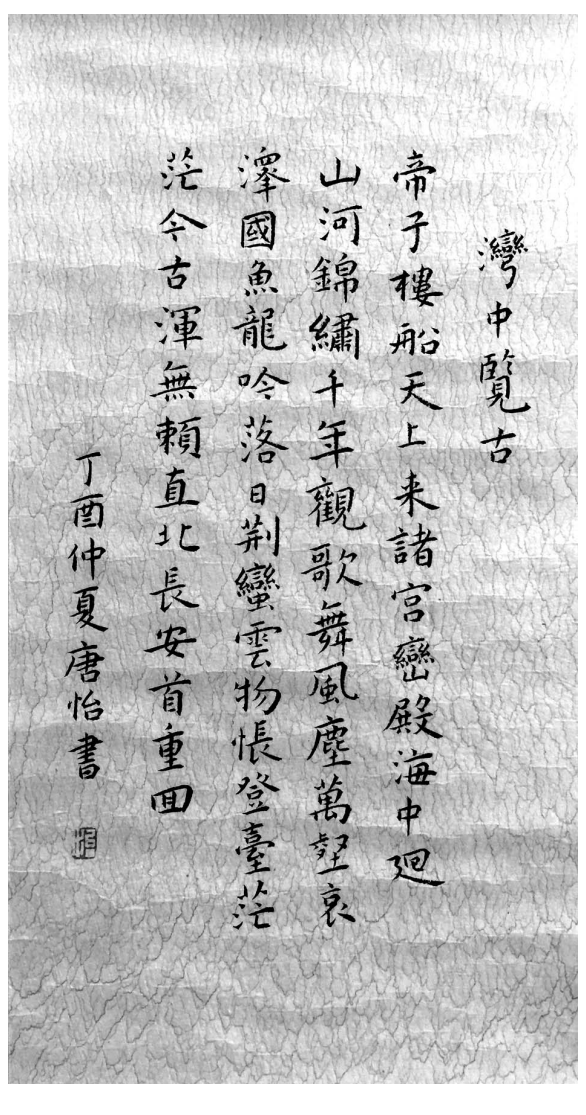 灣中覽古
帝子樓船天上来諸宮巒殿海中廻
山河錦繡千年觀歌舞風塵萬壑哀
澤國魚龍吟落日荆蠻雲物悵登臺茫
茫今古渾無賴直北長安首重回
丁酉仲夏唐怡書